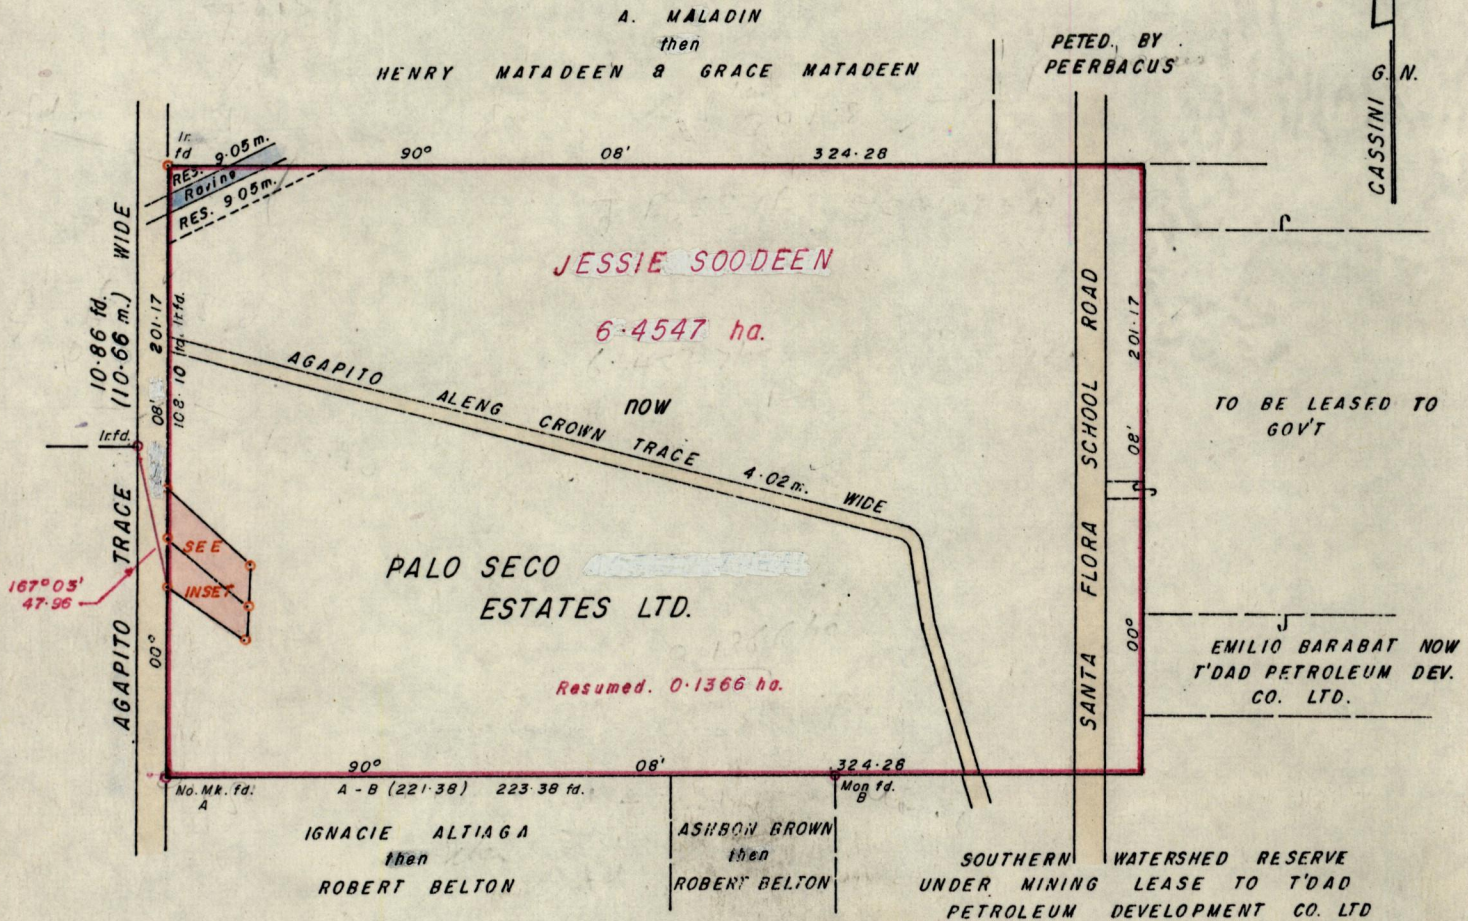 A. MALADIN
then
HENRY MATADEEN & GRACE MATADEEN
PETED. BY
PEERBACUS
G. N.
CASSINI
Ir.
fd
RES. 9·05 m.
Ravine
RES. 9 05 m.
90° 08' 324·28
10·86 fd.
(10·66 m.) WIDE
AGAPITO TRACE
00° 08' 201·17
108·10 Ird. Ir.fd.
Ir.fd.
JESSIE SOODEEN
6·4547 ha.
now
AGAPITO ALENG CROWN TRACE 4·02m. WIDE
SANTA FLORA SCHOOL ROAD
00° 08' 201·17
TO BE LEASED TO
GOV'T
SEE
INSET
167° 03'
47·96
PALO SECO
ESTATES LTD.
Resumed. 0·1366 ha.
EMILIO BARABAT NOW
T'DAD PETROLEUM DEV.
CO. LTD.
90° 08' 324·28
No. Mk. fd.
A
A - B (221·38) 223·38 fd.
Mon fd.
B
IGNACIE ALTIAGA
then
ROBERT BELTON
ASHBON BROWN
then
ROBERT BELTON
SOUTHERN WATERSHED RESERVE
UNDER MINING LEASE TO T'DAD
PETROLEUM DEVELOPMENT CO. LTD